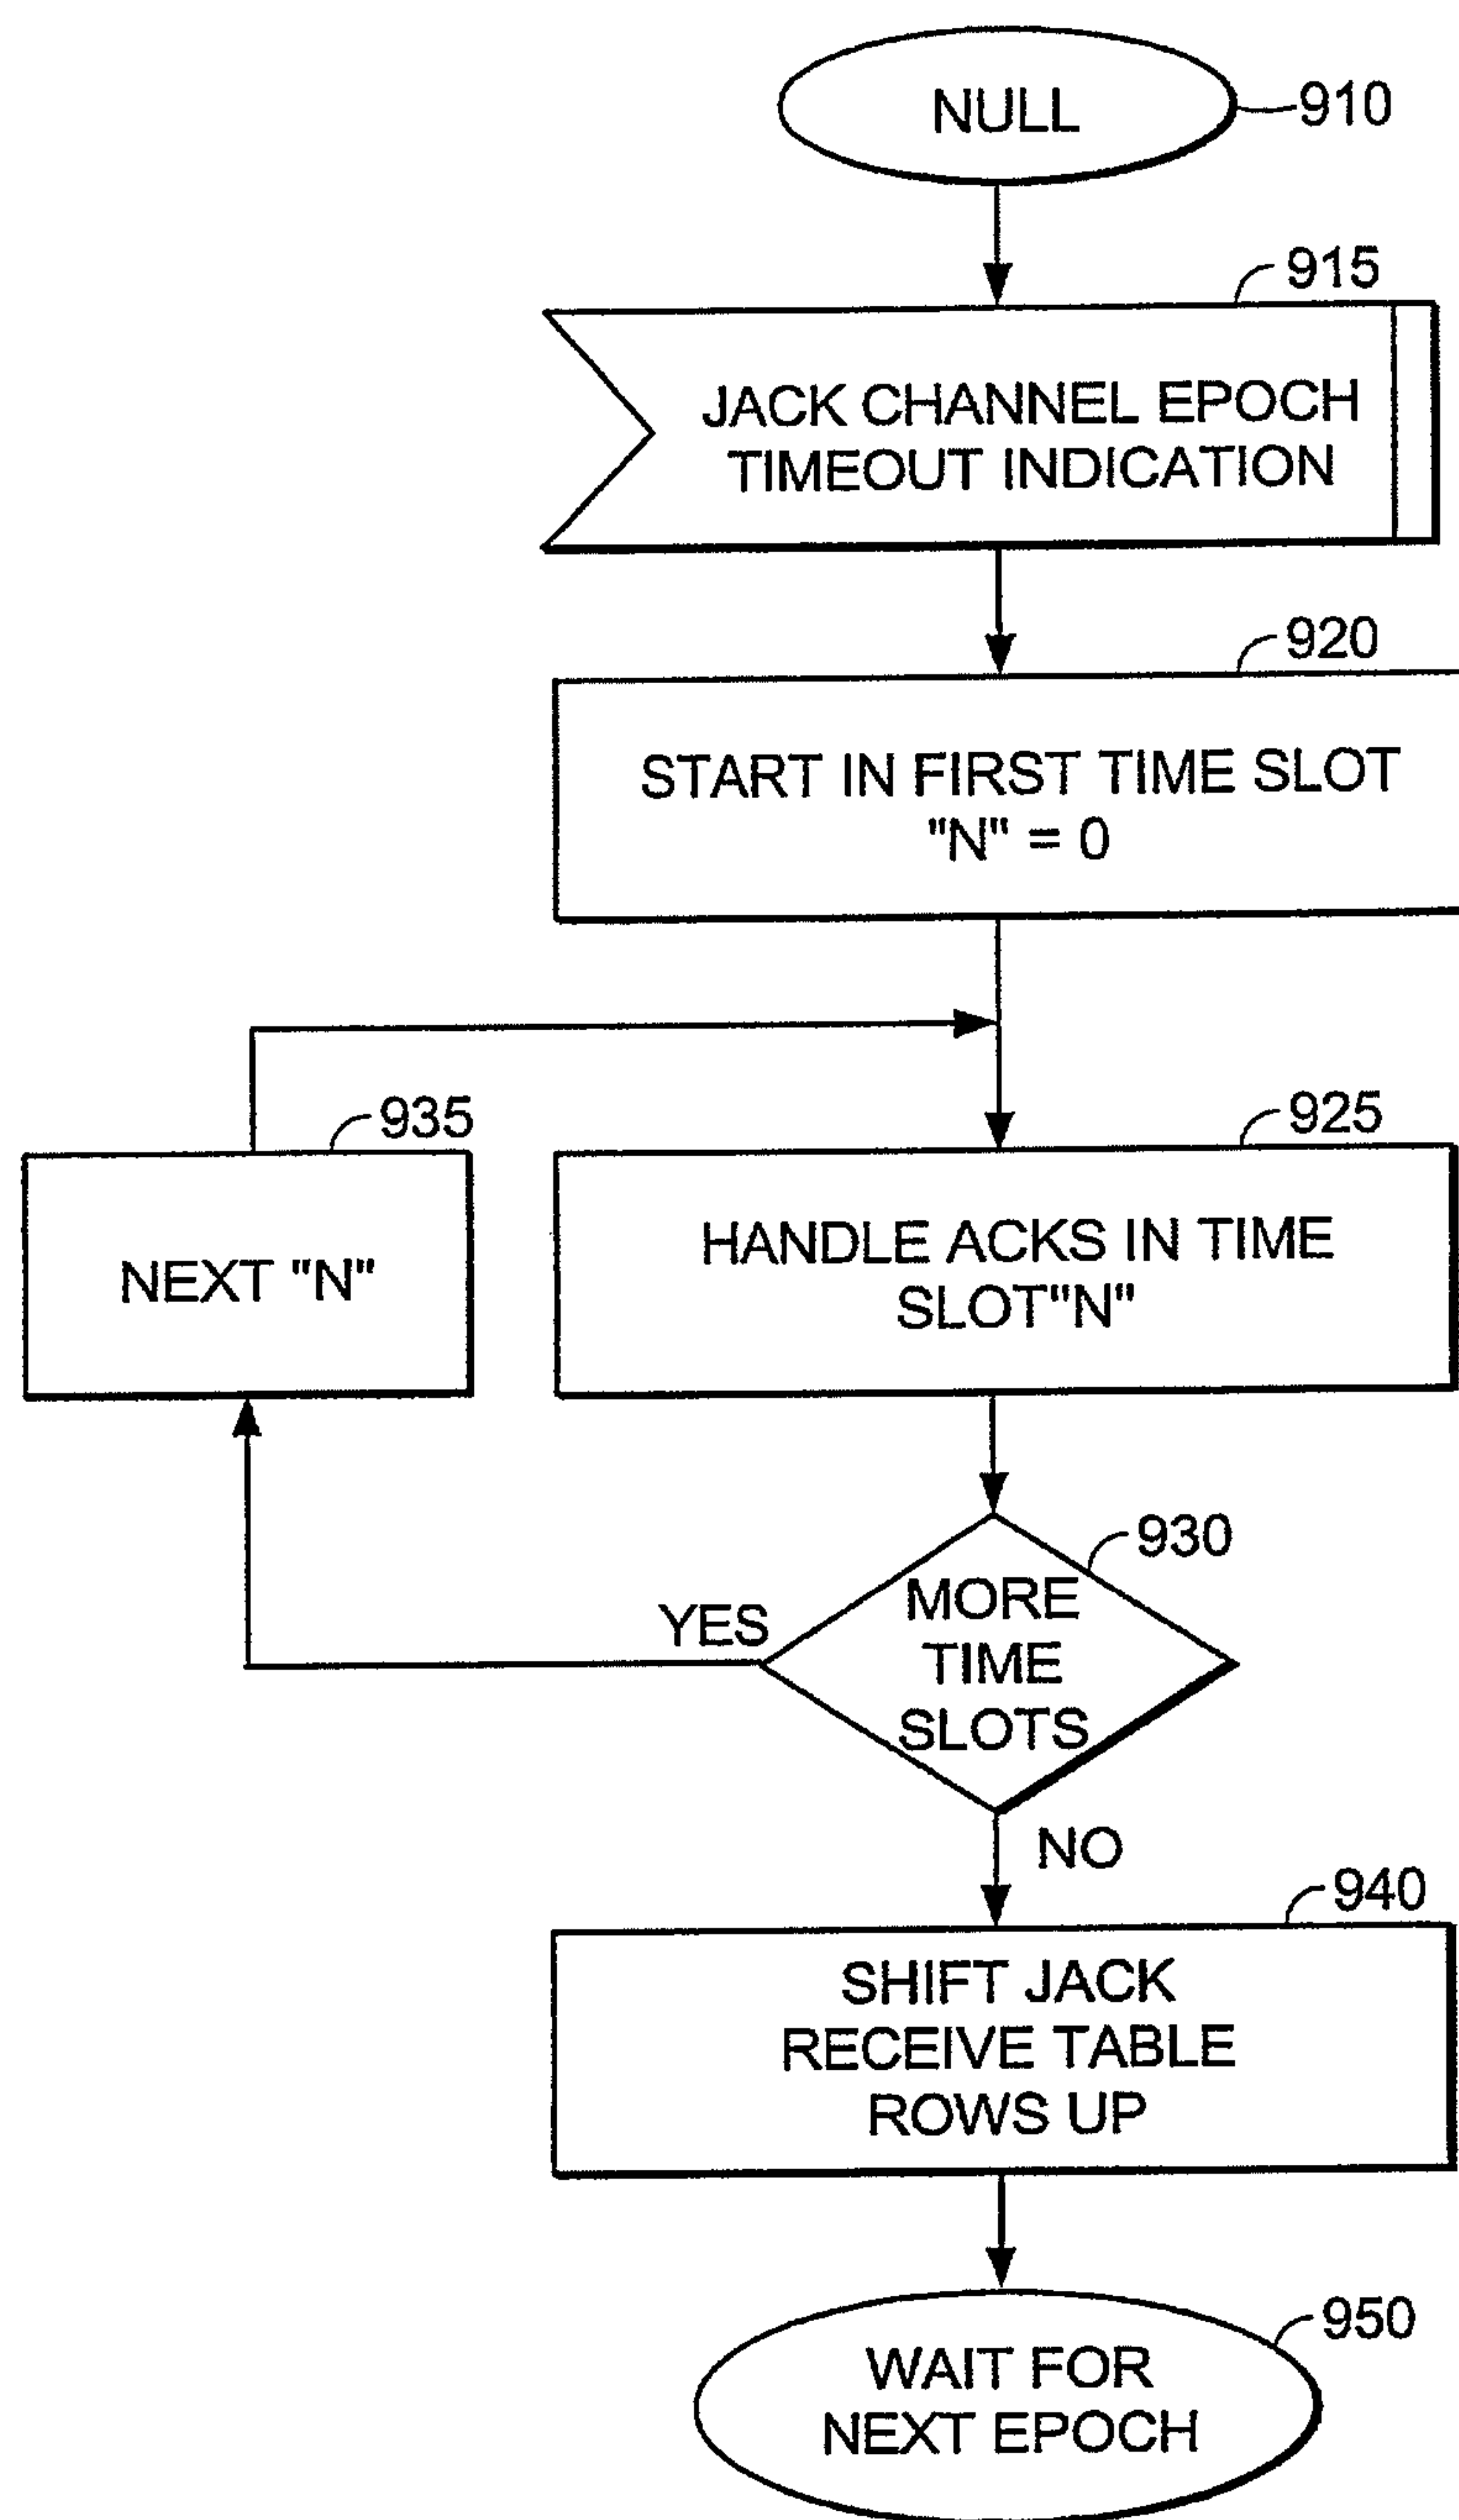 NULL
910
915
JACK CHANNEL EPOCH
TIMEOUT INDICATION
920
START IN FIRST TIME SLOT
"N" = 0
935
NEXT "N"
925
HANDLE ACKS IN TIME
SLOT"N"
930
MORE
TIME
SLOTS
YES
NO
940
SHIFT JACK
RECEIVE TABLE
ROWS UP
950
WAIT FOR
NEXT EPOCH